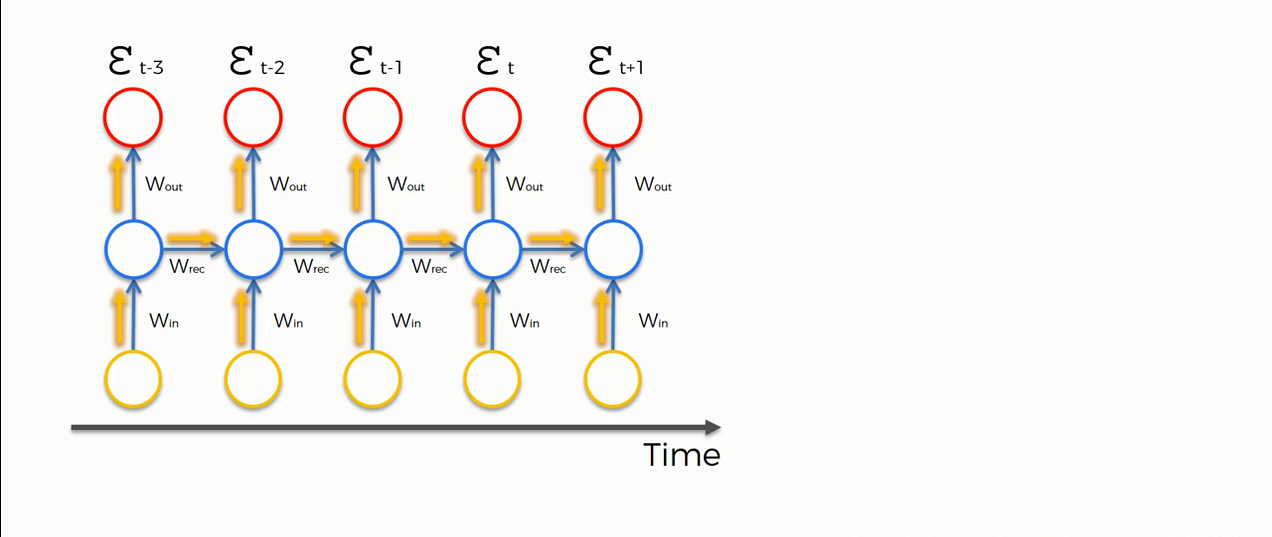 Ɛ t-3 Ɛ t-2 Ɛ t-1 Ɛ t Ɛ t+1
Wout Wout Wout Wout Wout
Wrec Wrec Wrec Wrec
Win Win Win Win Win
Time